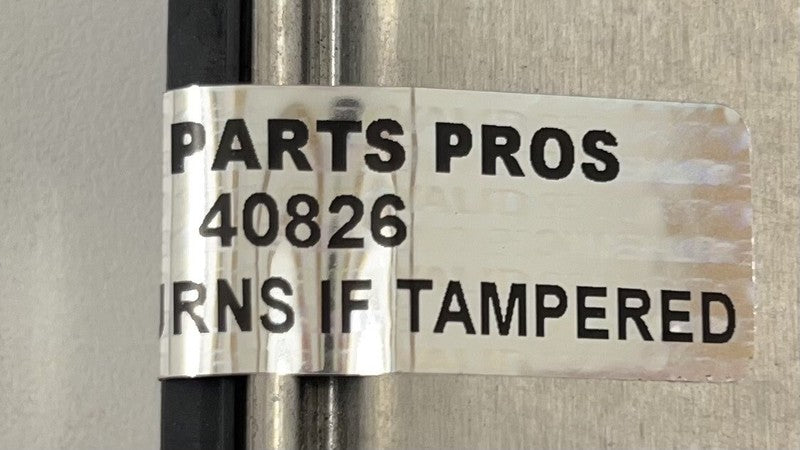 PARTS PROS
40826
URNS IF TAMPERED